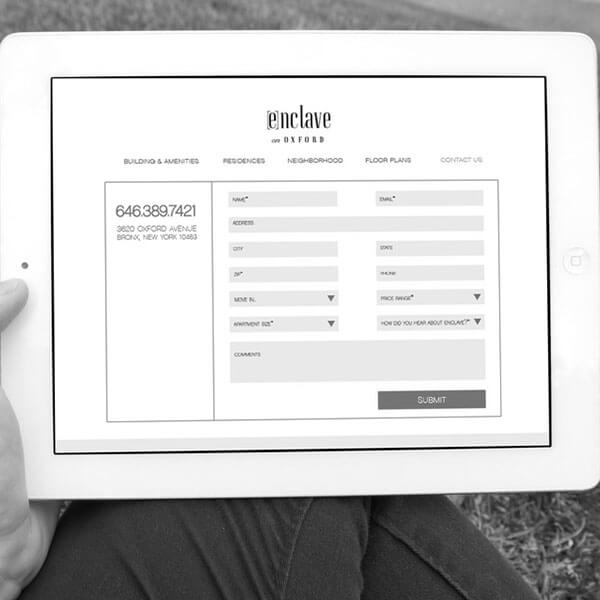 [e]nclave
on OXFORD
BUILDING & AMENITIES RESIDENCES NEIGHBORHOOD FLOOR PLANS CONTACT US
646.389.7421
3620 OXFORD AVENUE
BRONX, NEW YORK 10463
NAME* EMAIL*
ADDRESS
CITY STATE
ZIP* PHONE
MOVE IN.. PRICE RANGE*
APARTMENT SIZE* HOW DID YOU HEAR ABOUT ENCLAVE?*
COMMENTS
SUBMIT